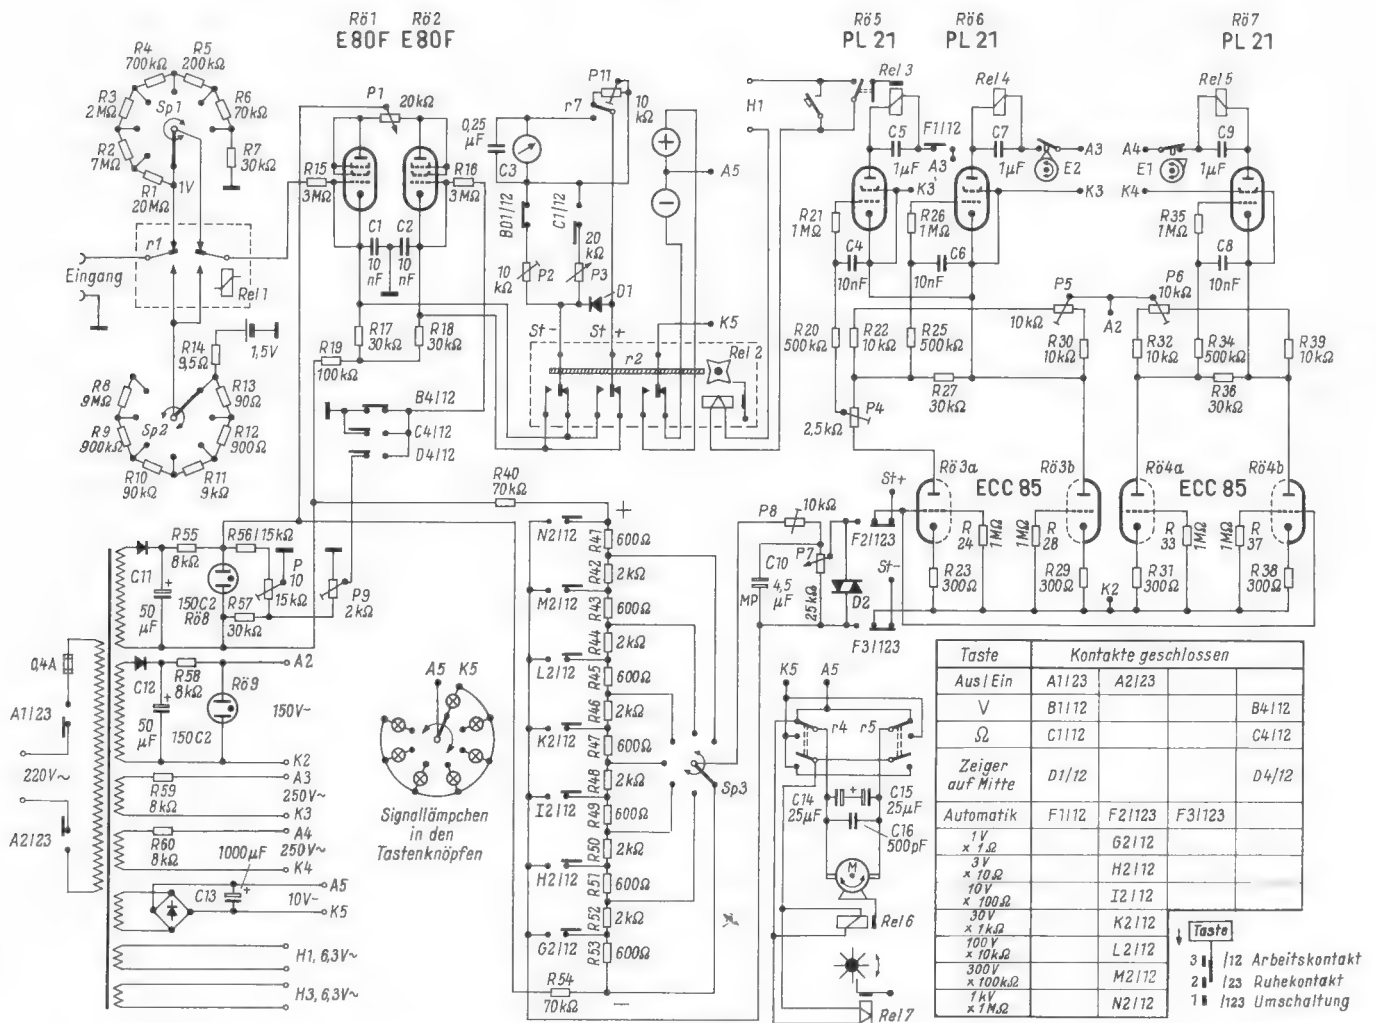 Rö1 Rö2
E80F E80F
Rö5
PL 21
Rö6
PL 21
Rö7
PL 21
R4
700kΩ
R5
200kΩ
R3
2MΩ
Sp1
R6
70kΩ
R2
7MΩ
R7
30kΩ
R1
20MΩ
1V
r1
Rel 1
Eingang
R14
9,5Ω
1,5V
R8
9MΩ
R13
90Ω
R9
900kΩ
Sp2
R12
900Ω
R10
90kΩ
R11
9kΩ
P1
20kΩ
R15
3MΩ
R16
3MΩ
C1
10
nF
C2
10
nF
R17
30kΩ
R18
30kΩ
R19
100kΩ
B4/12
C4/12
D4/12
0,25
µF
C3
r7
P11
10
kΩ
BD1/12
C1/12
10
kΩ
P2
20
kΩ
P3
D1
St -
St +
r2
K5
Rel 2
+
−
A5
H1
Rel 3
C5
1µF
F1/12
A3
K3
Rel 4
C7
1µF
E2
A3
K3
A4
E1
K4
Rel 5
C9
1µF
R21
1MΩ
C4
10nF
R26
1MΩ
C6
10nF
R35
1MΩ
C8
10nF
R20
500kΩ
R22
10kΩ
R25
500kΩ
P5
10kΩ
A2
P6
10kΩ
R30
10kΩ
R32
10kΩ
R34
500kΩ
R39
10kΩ
R27
30kΩ
R36
30kΩ
P4
2,5kΩ
Rö3a
Rö3b
ECC 85
Rö4a
Rö4b
ECC 85
R
24
1MΩ
R
28
1MΩ
R
33
1MΩ
R
37
1MΩ
R23
300Ω
R29
300Ω
R31
300Ω
R38
300Ω
K2
St+
F2/123
St-
F3/123
R40
70kΩ
P8
10kΩ
P7
25kΩ
C10
4,5
µF
MP
D2
R55
8kΩ
R56/15kΩ
P
10
15kΩ
C11
50
µF
150C2
Rö8
R57
30kΩ
P9
2kΩ
0,4A
A1/23
220V~
A2/23
R58
8kΩ
A2
C12
50
µF
Rö9
150C2
150V-
K2
R59
8kΩ
A3
250V~
K3
R60
8kΩ
A4
250V~
K4
1000µF
C13
A5
10V-
K5
H1, 6,3V~
H3, 6,3V~
A5 K5
Signallämpchen
in den
Tastenknöpfen
+
N2/12
R41
600Ω
R42
2kΩ
M2/12
R43
600Ω
R44
2kΩ
L2/12
R45
600Ω
R46
2kΩ
K2/12
R47
600Ω
R48
2kΩ
I2/12
R49
600Ω
R50
2kΩ
H2/12
R51
600Ω
R52
2kΩ
G2/12
R53
600Ω
R54
70kΩ
−
Sp3
K5 A5
r4
r5
C14
25µF
C15
25µF
C16
500pF
M
Rel6
Rel7
Taste Kontakte geschlossen
Aus/Ein A1/23 A2/23
V B1/12 B4/12
Ω C1/12 C4/12
Zeiger
auf Mitte D1/12 D4/12
Automatik F1/12 F2/123 F3/123
1V
× 1Ω G2/12
3V
× 10Ω H2/12
10V
× 100Ω I2/12
30V
× 1kΩ K2/12
100V
× 10kΩ L2/12
300V
× 100kΩ M2/12
1kV
× 1MΩ N2/12
Taste
3 /12 Arbeitskontakt
2 /23 Ruhekontakt
1 /123 Umschaltung